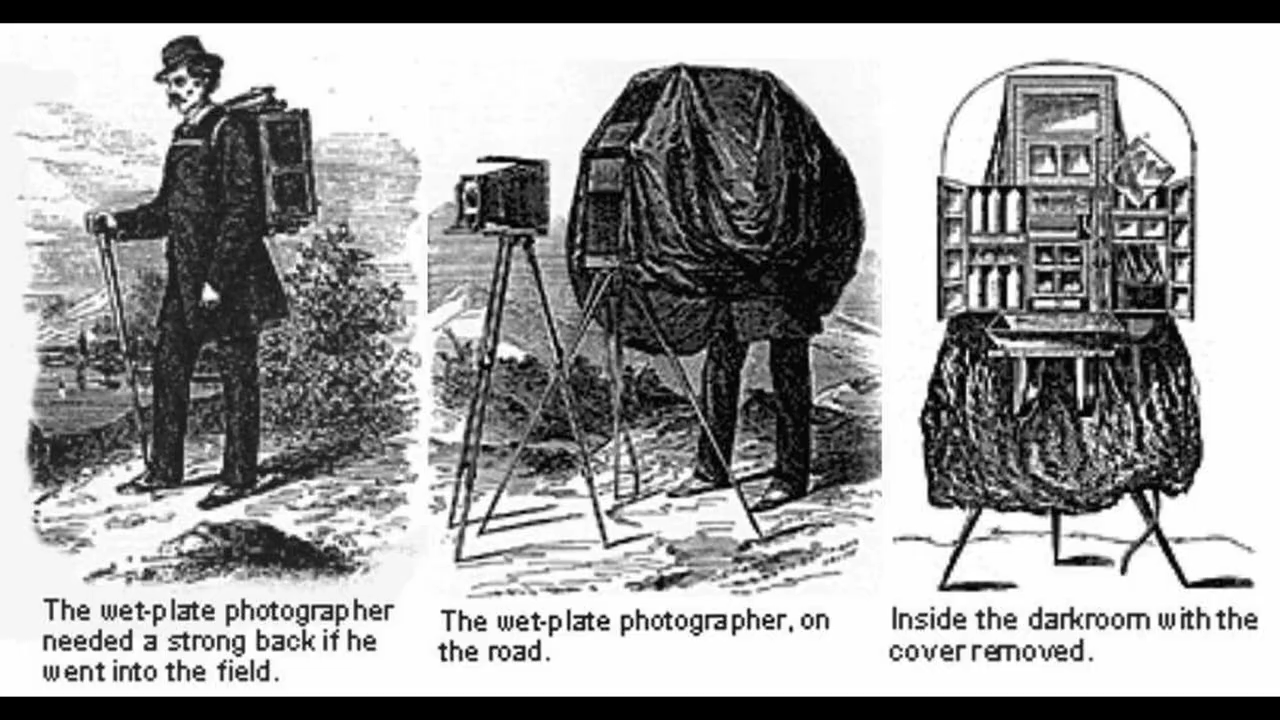 The wet-plate photographer
needed a strong back if he
went into the field.
The wet-plate photographer, on
the road.
Inside the darkroom with the
cover removed.